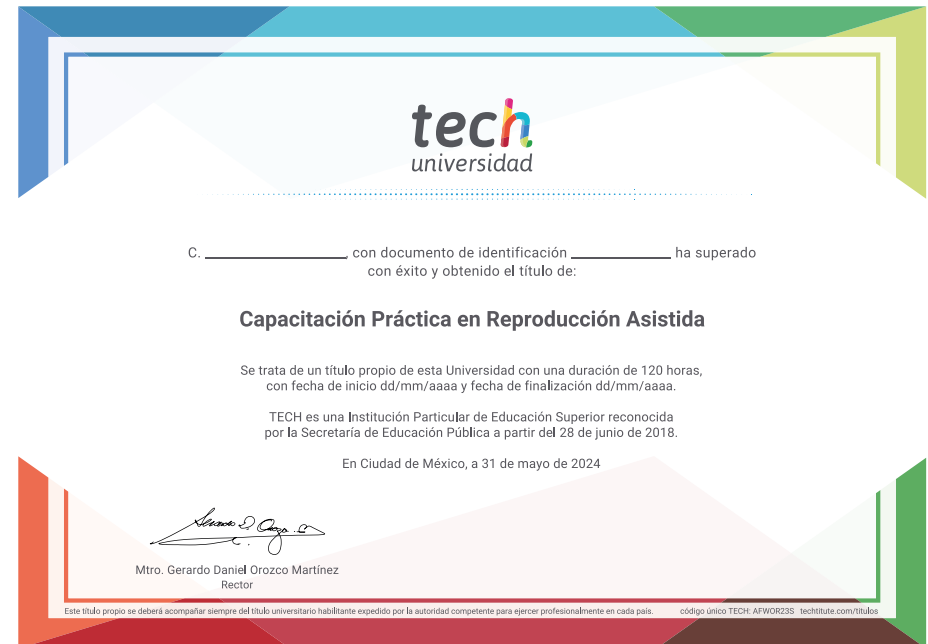 tech
universidad
C. ____________, con documento de identificación _________ ha superado
con éxito y obtenido el título de:
Capacitación Práctica en Reproducción Asistida
Se trata de un título propio de esta Universidad con una duración de 120 horas,
con fecha de inicio dd/mm/aaaa y fecha de finalización dd/mm/aaaa.
TECH es una Institución Particular de Educación Superior reconocida
por la Secretaría de Educación Pública a partir del 28 de junio de 2018.
En Ciudad de México, a 31 de mayo de 2024
Mtro. Gerardo Daniel Orozco Martínez
Rector
Este título propio se deberá acompañar siempre del título universitario habilitante expedido por la autoridad competente para ejercer profesionalmente en cada país. código único TECH: AFWOR23S techtitute.com/titulos